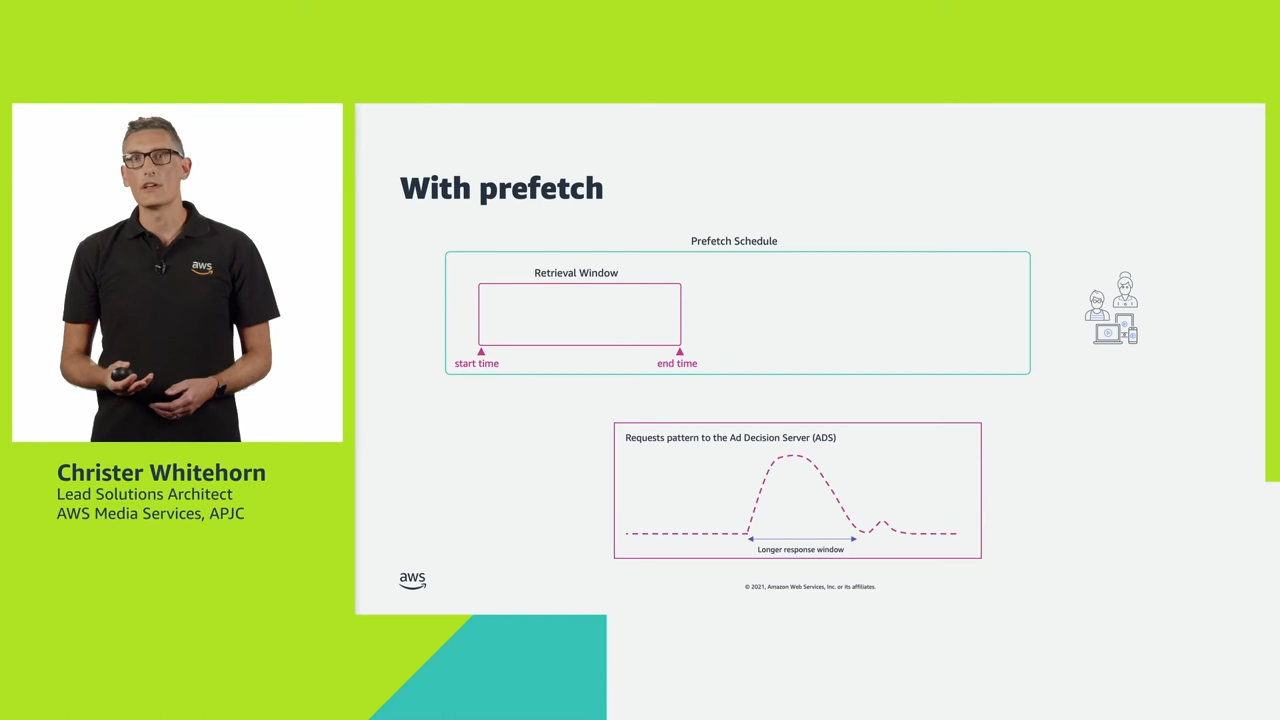 aws
Christer Whitehorn
Lead Solutions Architect
AWS Media Services, APJC
With prefetch
Prefetch Schedule
Retrieval Window
start time
end time
Requests pattern to the Ad Decision Server (ADS)
Longer response window
aws
© 2021, Amazon Web Services, Inc. or its affiliates.